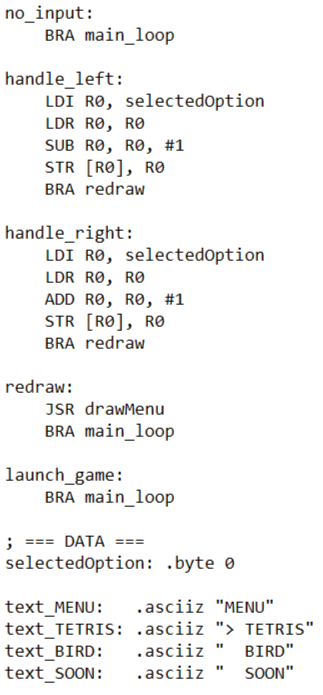 no_input:
    BRA main_loop

handle_left:
    LDI R0, selectedOption
    LDR R0, R0
    SUB R0, R0, #1
    STR [R0], R0
    BRA redraw

handle_right:
    LDI R0, selectedOption
    LDR R0, R0
    ADD R0, R0, #1
    STR [R0], R0
    BRA redraw

redraw:
    JSR drawMenu
    BRA main_loop

launch_game:
    BRA main_loop

; === DATA ===
selectedOption: .byte 0

text_MENU:   .asciiz "MENU"
text_TETRIS: .asciiz "> TETRIS"
text_BIRD:   .asciiz "  BIRD"
text_SOON:   .asciiz "  SOON"